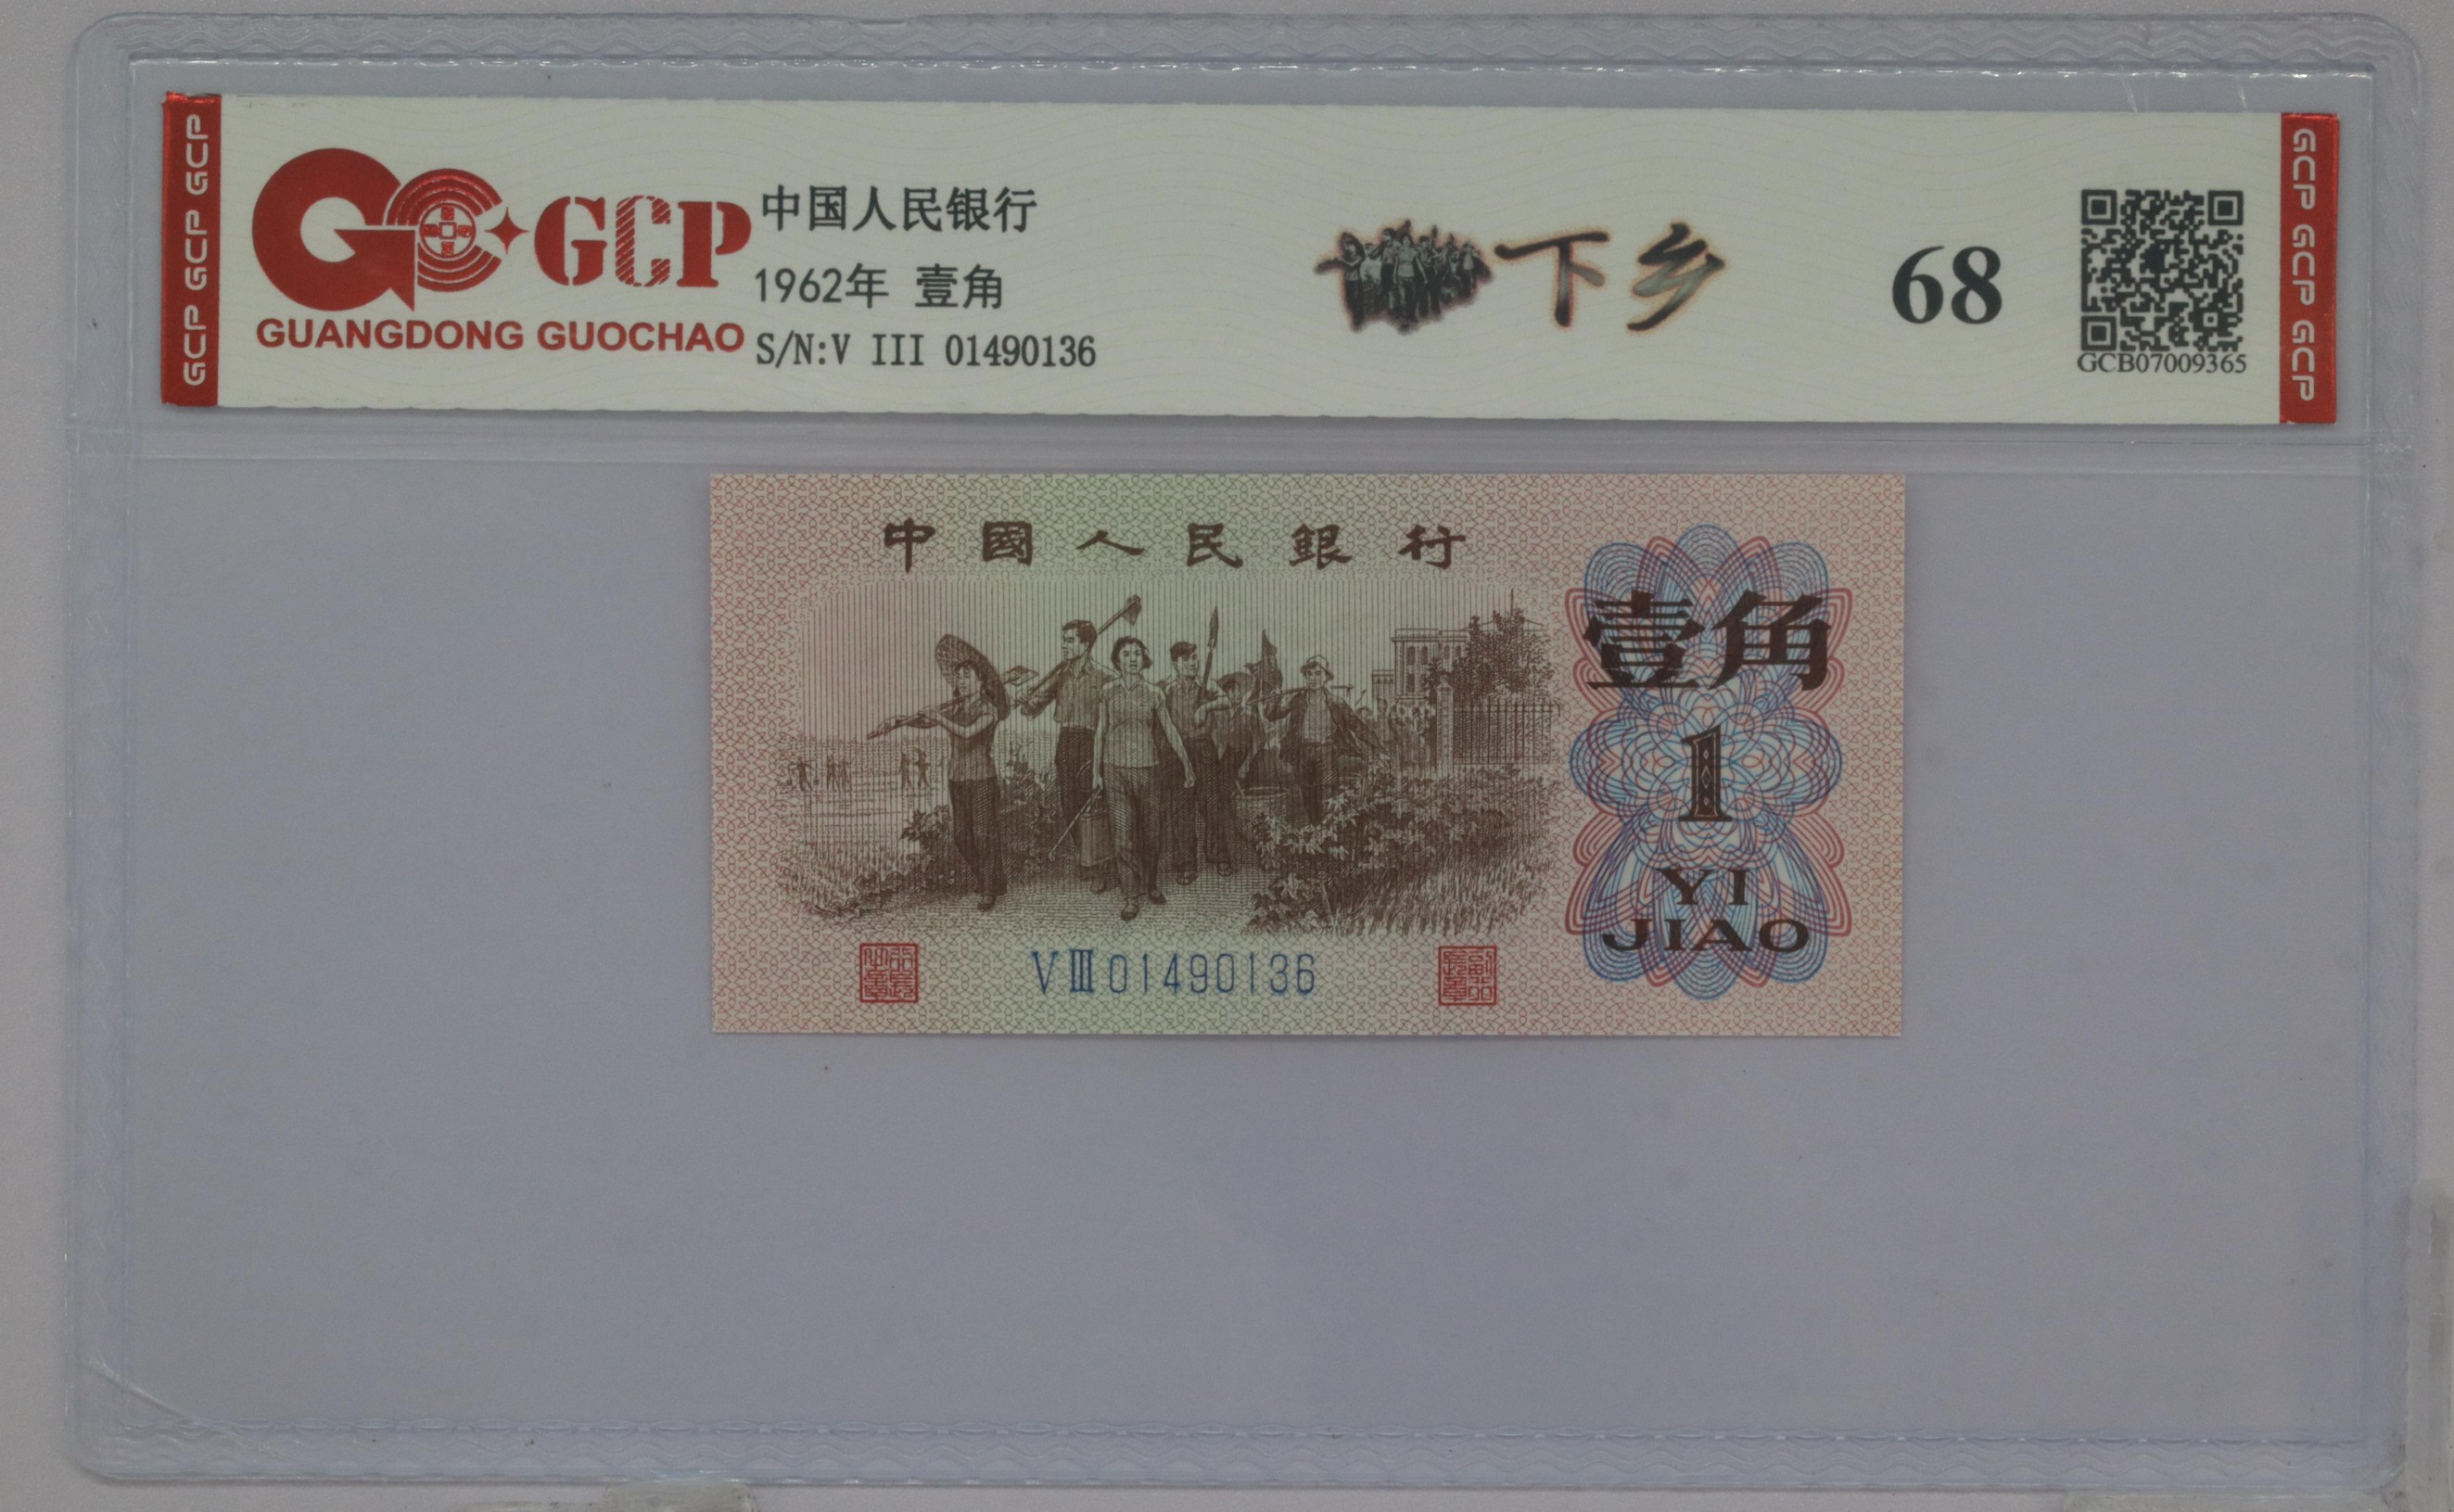 GCP GCP GCP
GCP
GUANGDONG GUOCHAO
中国人民银行
1962年 壹角
S/N:V III 01490136
下乡
68
GCB07009365
GCP GCP GCP
中國人民銀行
壹角
1
YI
JIAO
V III 01490136